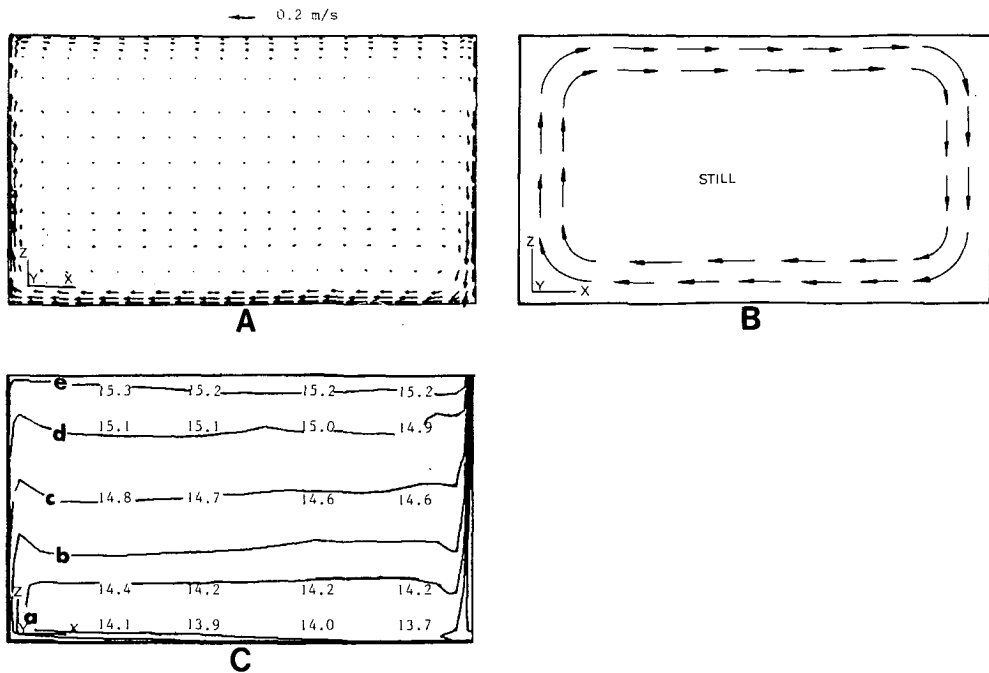 0.2 m/s
Z
Y X
A
STILL
Z
Y X
B
e 15.3 15.2 15.2 15.2
d 15.1 15.1 15.0 14.9
c 14.8 14.7 14.6 14.6
b
Z 14.4 14.2 14.2 14.2
a Y X 14.1 13.9 14.0 13.7
C